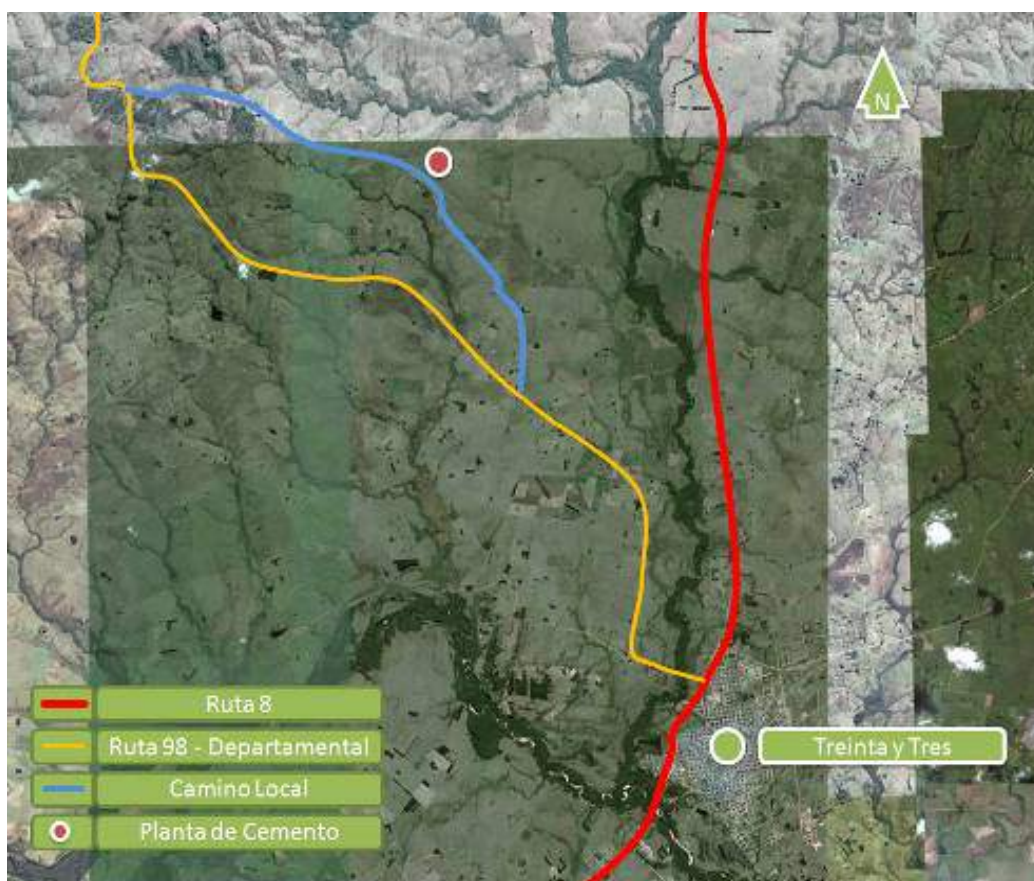 N
Ruta 8
Ruta 98 - Departamental
Treinta y Tres
Camino Local
Planta de Cemento